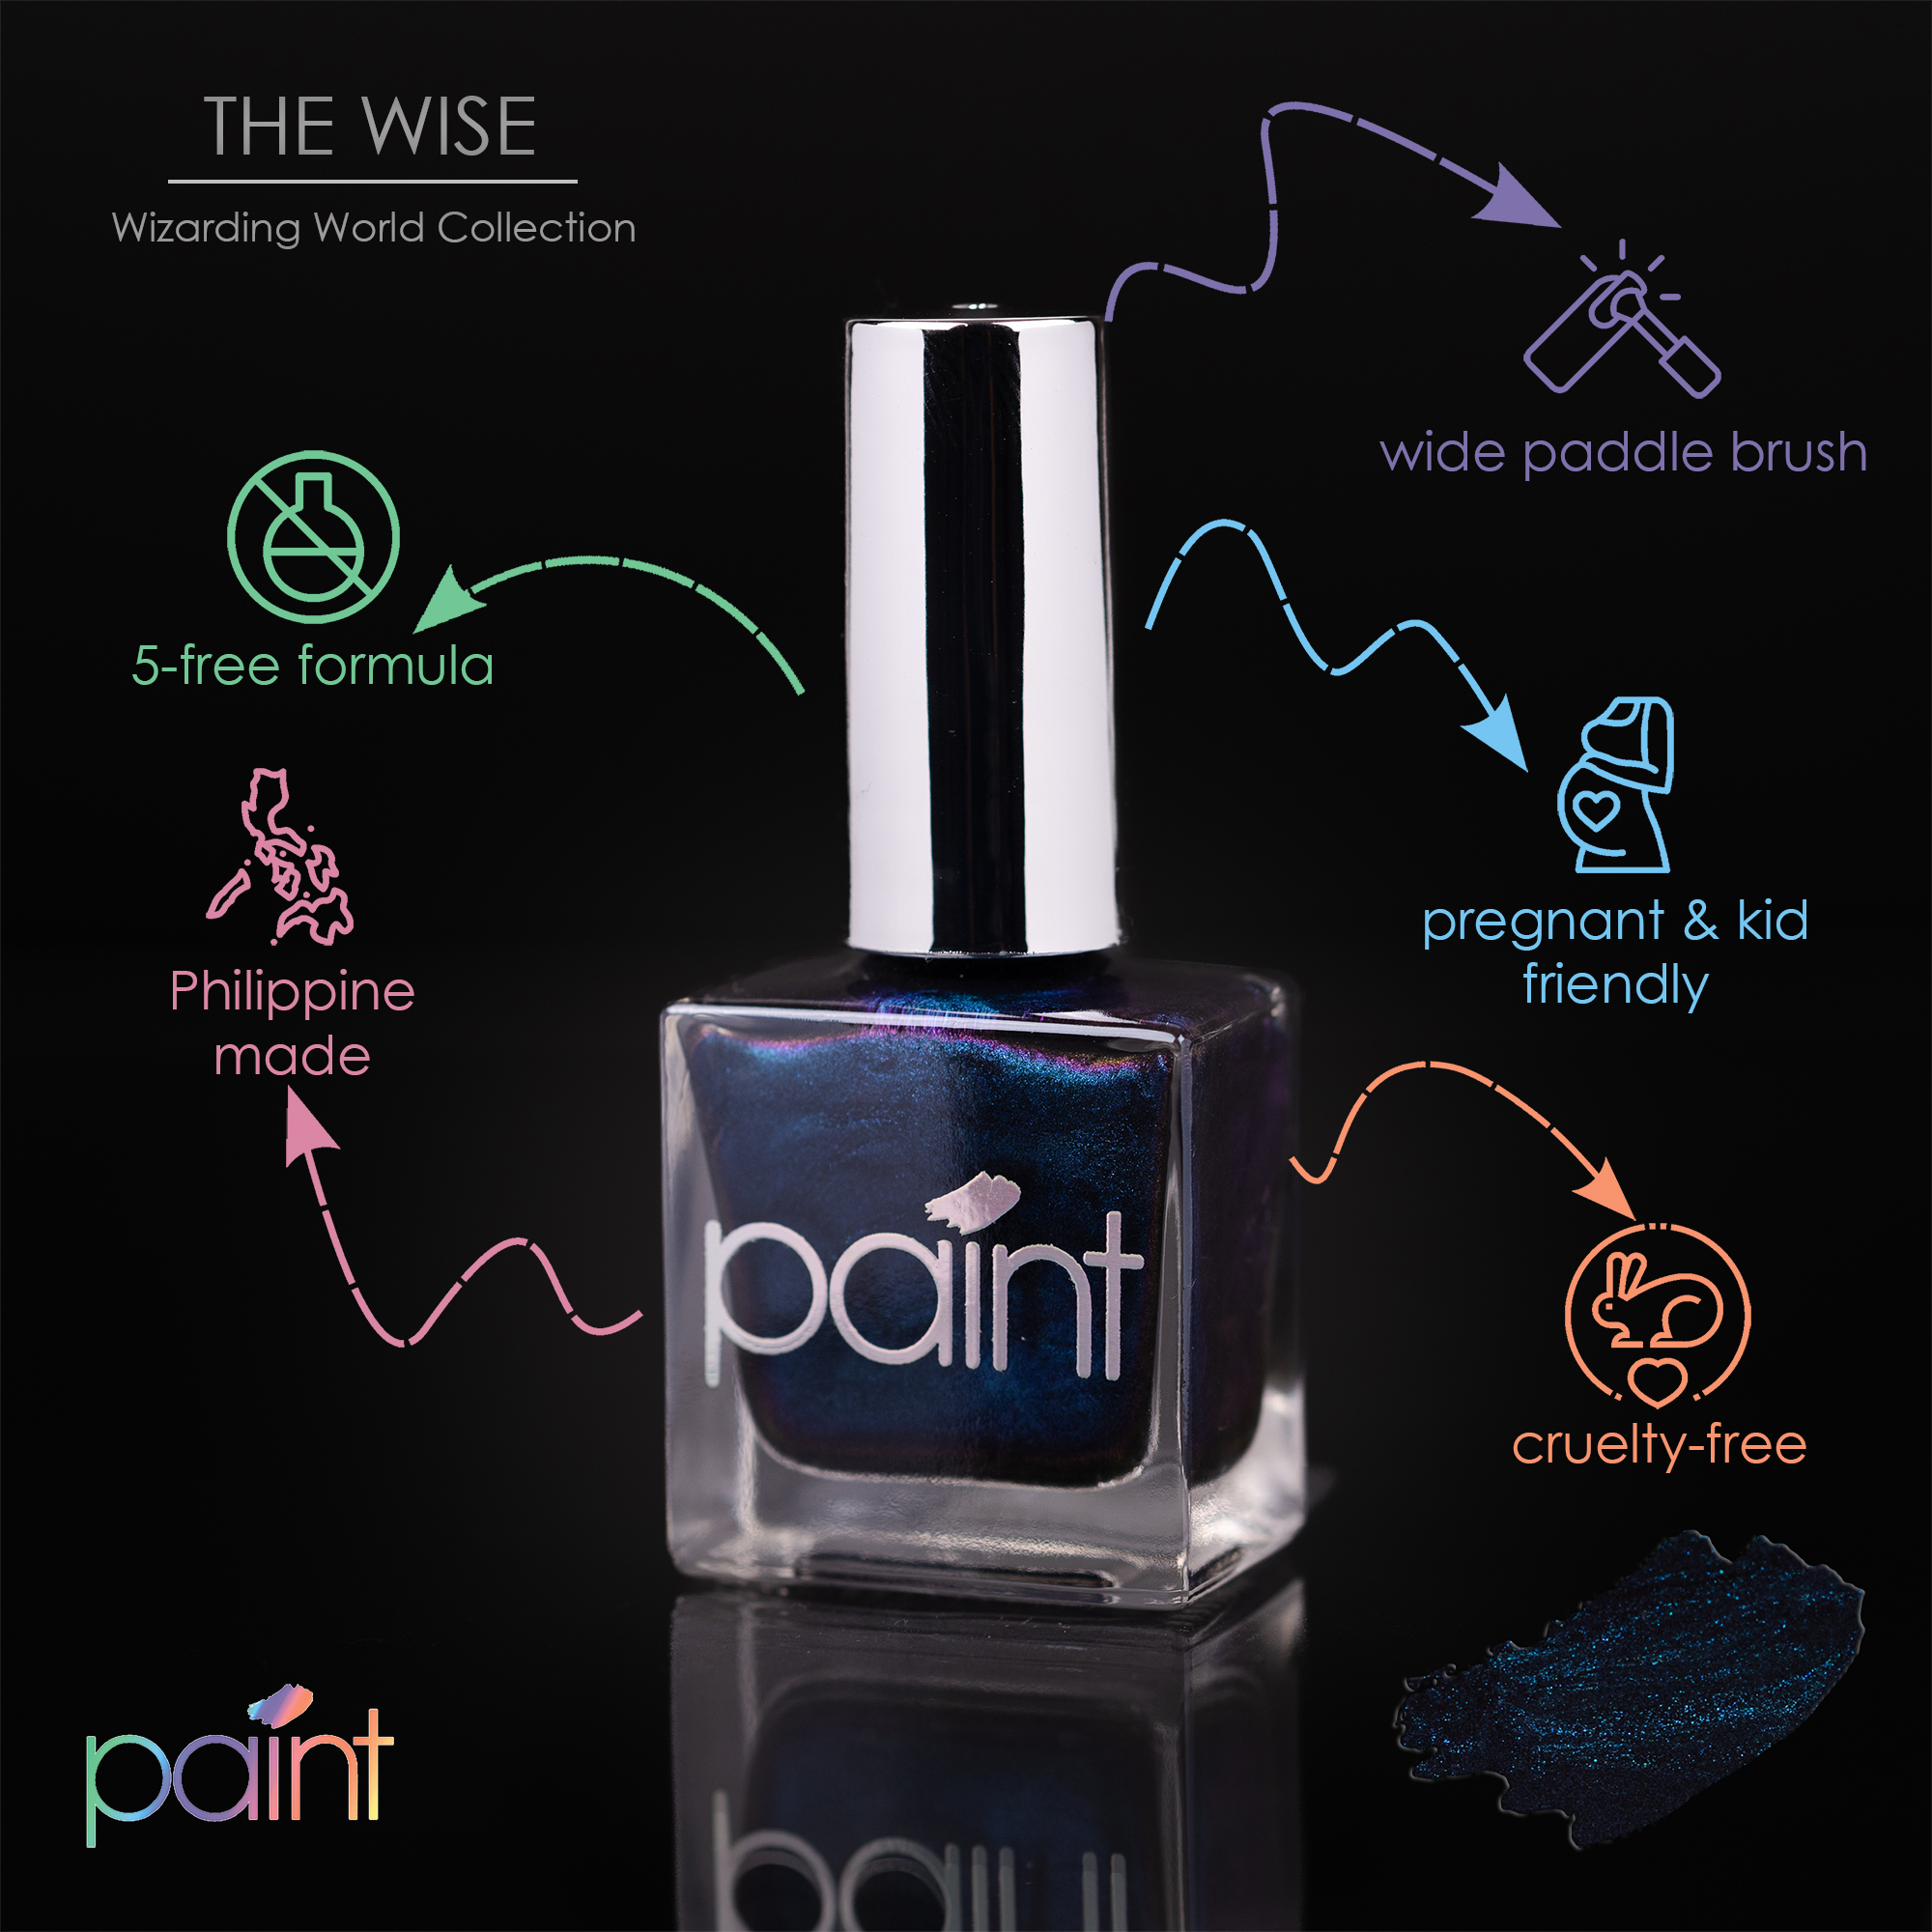 THE WISE
Wizarding World Collection
wide paddle brush
5-free formula
pregnant & kid
friendly
Philippine
made
paint
cruelty-free
paint